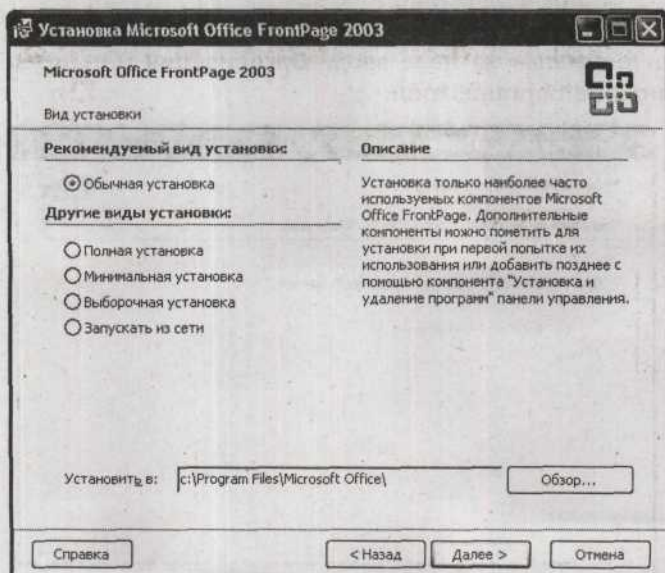 Установка Microsoft Office FrontPage 2003
Microsoft Office FrontPage 2003
Вид установки
Рекомендуемый вид установки:
Обычная установка
Другие виды установки:
Полная установка
Минимальная установка
Выборочная установка
Запускать из сети
Описание
Установка только наиболее часто
используемых компонентов Microsoft
Office FrontPage. Дополнительные
компоненты можно пометить для
установки при первой попытке их
использования или добавить позднее с
помощью компонента "Установка и
удаление программ" панели управления.
Установить в:
c:\Program Files\Microsoft Office\
Обзор...
Справка
< Назад
Далее >
Отмена